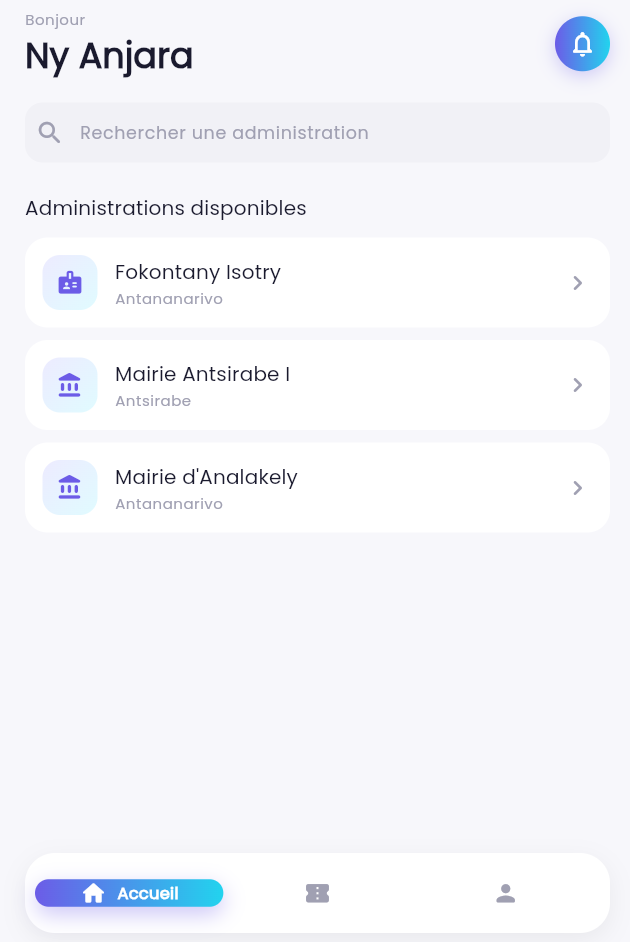 Bonjour
Ny Anjara
Rechercher une administration
Administrations disponibles
Fokontany Isotry
Antananarivo
Mairie Antsirabe I
Antsirabe
Mairie d'Analakely
Antananarivo
Accueil